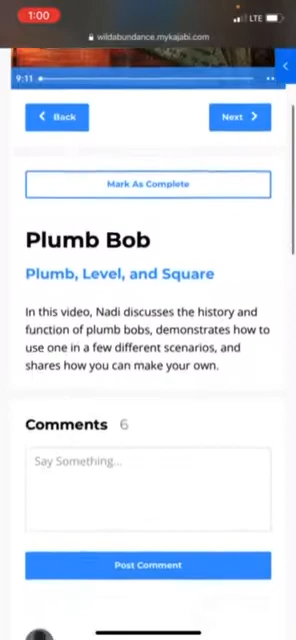 1:00
LTE
wildabundance.mykajabi.com
9:11
Back
Next
Mark As Complete
Plumb Bob
Plumb, Level, and Square
In this video, Nadi discusses the history and
function of plumb bobs, demonstrates how to
use one in a few different scenarios, and
shares how you can make your own.
Comments 6
Say Something...
Post Comment